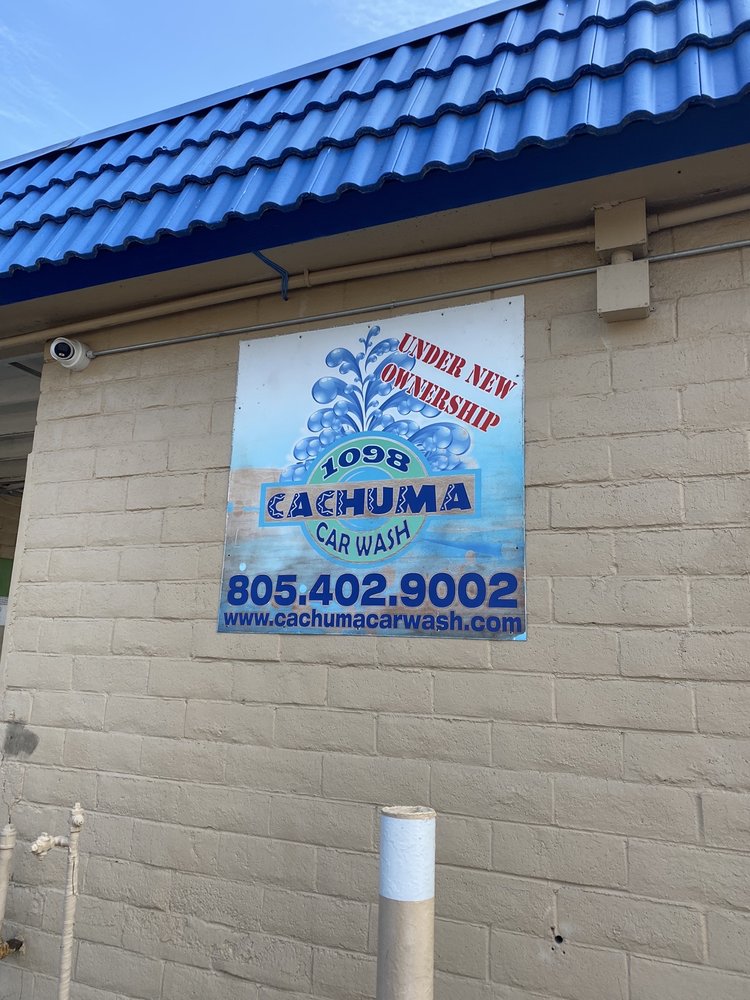 UNDER NEW
OWNERSHIP
1098
CACHUMA
CAR WASH
805.402.9002
www.cachumacarwash.com